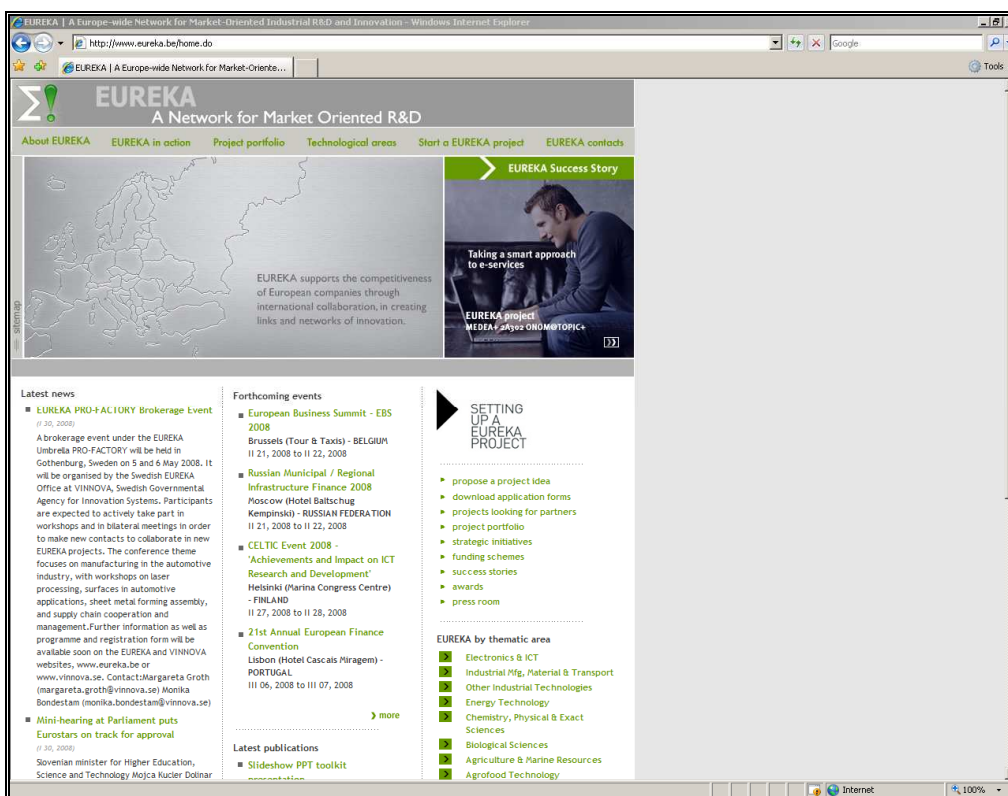 EUREKA | A Europe-wide Network for Market-Oriented Industrial R&D and Innovation - Windows Internet Explorer
http://www.eureka.be/home.do
Google
EUREKA | A Europe-wide Network for Market-Oriente...
Tools
EUREKA
A Network for Market Oriented R&D
About EUREKA EUREKA in action Project portfolio Technological areas Start a EUREKA project EUREKA contacts
sitemap
EUREKA supports the competitiveness
of European companies through
international collaboration, in creating
links and networks of innovation.
EUREKA Success Story
Taking a smart approach
to e-services
EUREKA project
MEDEA+ 2A302 ONOM@TOPIC+
Latest news
EUREKA PRO-FACTORY Brokerage Event
(I 30, 2008)
A brokerage event under the EUREKA
Umbrella PRO-FACTORY will be held in
Gothenburg, Sweden on 5 and 6 May 2008. It
will be organised by the Swedish EUREKA
Office at VINNOVA, Swedish Governmental
Agency for Innovation Systems. Participants
are expected to actively take part in
workshops and in bilateral meetings in order
to make new contacts to collaborate in new
EUREKA projects. The conference theme
focuses on manufacturing in the automotive
industry, with workshops on laser
processing, surfaces in automotive
applications, sheet metal forming assembly,
and supply chain cooperation and
management.Further information as well as
programme and registration form will be
available soon on the EUREKA and VINNOVA
websites, www.eureka.be or
www.vinnova.se. Contact:Margareta Groth
(margareta.groth@vinnova.se) Monika
Bondestam (monika.bondestam@vinnova.se)
Mini-hearing at Parliament puts
Eurostars on track for approval
(I 30, 2008)
Slovenian minister for Higher Education,
Science and Technology Mojca Kucler Dolinar
Forthcoming events
European Business Summit - EBS
2008
Brussels (Tour & Taxis) - BELGIUM
II 21, 2008 to II 22, 2008
Russian Municipal / Regional
Infrastructure Finance 2008
Moscow (Hotel Baltschug
Kempinski) - RUSSIAN FEDERATION
II 21, 2008 to II 22, 2008
CELTIC Event 2008 -
'Achievements and Impact on ICT
Research and Development'
Helsinki (Marina Congress Centre)
- FINLAND
II 27, 2008 to II 28, 2008
21st Annual European Finance
Convention
Lisbon (Hotel Cascais Miragem) -
PORTUGAL
III 06, 2008 to III 07, 2008
more
Latest publications
Slideshow PPT toolkit
presentation
SETTING
UP A
EUREKA
PROJECT
propose a project idea
download application forms
projects looking for partners
project portfolio
strategic initiatives
funding schemes
success stories
awards
press room
EUREKA by thematic area
Electronics & ICT
Industrial Mfg, Material & Transport
Other Industrial Technologies
Energy Technology
Chemistry, Physical & Exact
Sciences
Biological Sciences
Agriculture & Marine Resources
Agrofood Technology
Internet
100%